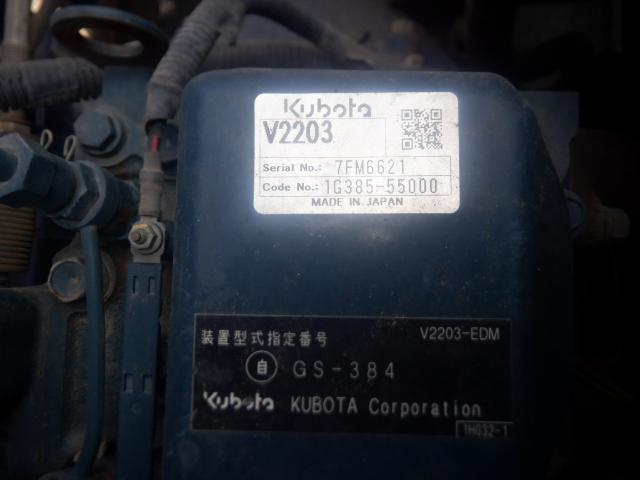 Kubota
V2203
Serial No.: 7FM6621
Code No.: 1G385-55000
MADE IN JAPAN
装置型式指定番号 V2203-EDM
自 GS-384
Kubota KUBOTA Corporation
1H032-1